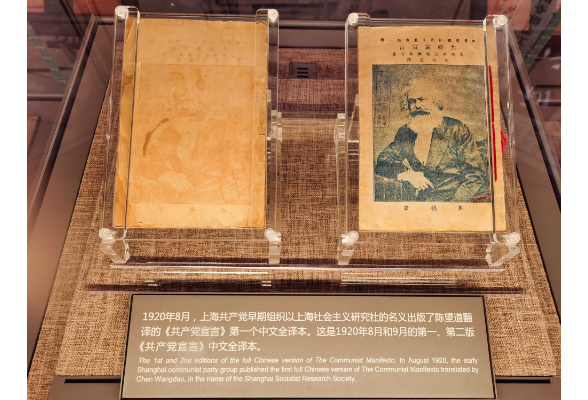 1920年8月，上海共产党早期组织以上海社会主义研究社的名义出版了陈望道翻
译的《共产党宣言》第一个中文全译本。这是1920年8月和9月的第一、第二版
《共产党宣言》中文全译本。
The 1st and 2nd editions of the full Chinese version of The Communist Manifesto. In August 1920, the early
Shanghai communist party group published the first full Chinese version of The Communist Manifesto translated by
Chen Wangdao, in the name of the Shanghai Socialist Research Society.